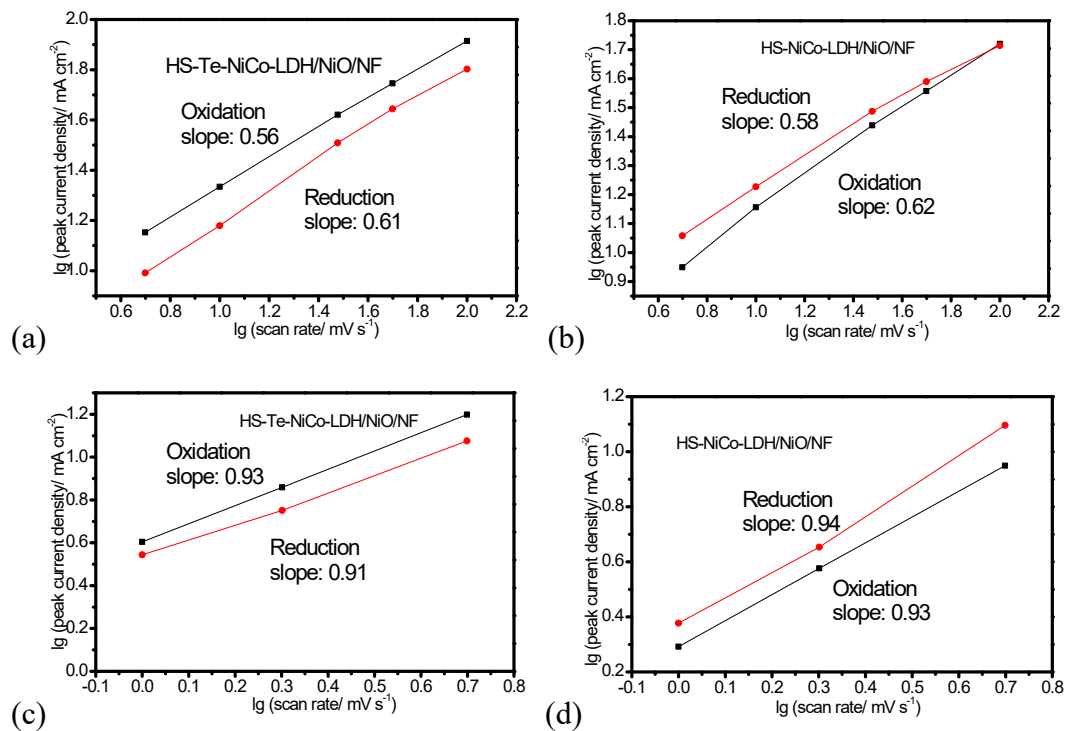 lg (peak current density/ mA cm⁻²)
2.0
1.8
1.6
1.4
1.2
1.0
HS-Te-NiCo-LDH/NiO/NF
Oxidation
slope: 0.56
Reduction
slope: 0.61
0.6 0.8 1.0 1.2 1.4 1.6 1.8 2.0 2.2
lg (scan rate/ mV s⁻¹)
(a)
lg (peak current density/ mA cm⁻²)
1.8
1.7
1.6
1.5
1.4
1.3
1.2
1.1
1.0
0.9
HS-NiCo-LDH/NiO/NF
Reduction
slope: 0.58
Oxidation
slope: 0.62
0.6 0.8 1.0 1.2 1.4 1.6 1.8 2.0 2.2
lg (scan rate/ mV s⁻¹)
(b)
lg (peak current density/ mA cm⁻²)
1.2
1.0
0.8
0.6
0.4
0.2
0.0
HS-Te-NiCo-LDH/NiO/NF
Oxidation
slope: 0.93
Reduction
slope: 0.91
-0.1 0.0 0.1 0.2 0.3 0.4 0.5 0.6 0.7 0.8
lg (scan rate/ mV s⁻¹)
(c)
lg (peak current density/ mA cm⁻²)
1.2
1.0
0.8
0.6
0.4
0.2
HS-NiCo-LDH/NiO/NF
Reduction
slope: 0.94
Oxidation
slope: 0.93
-0.1 0.0 0.1 0.2 0.3 0.4 0.5 0.6 0.7 0.8
lg (scan rate/ mV s⁻¹)
(d)